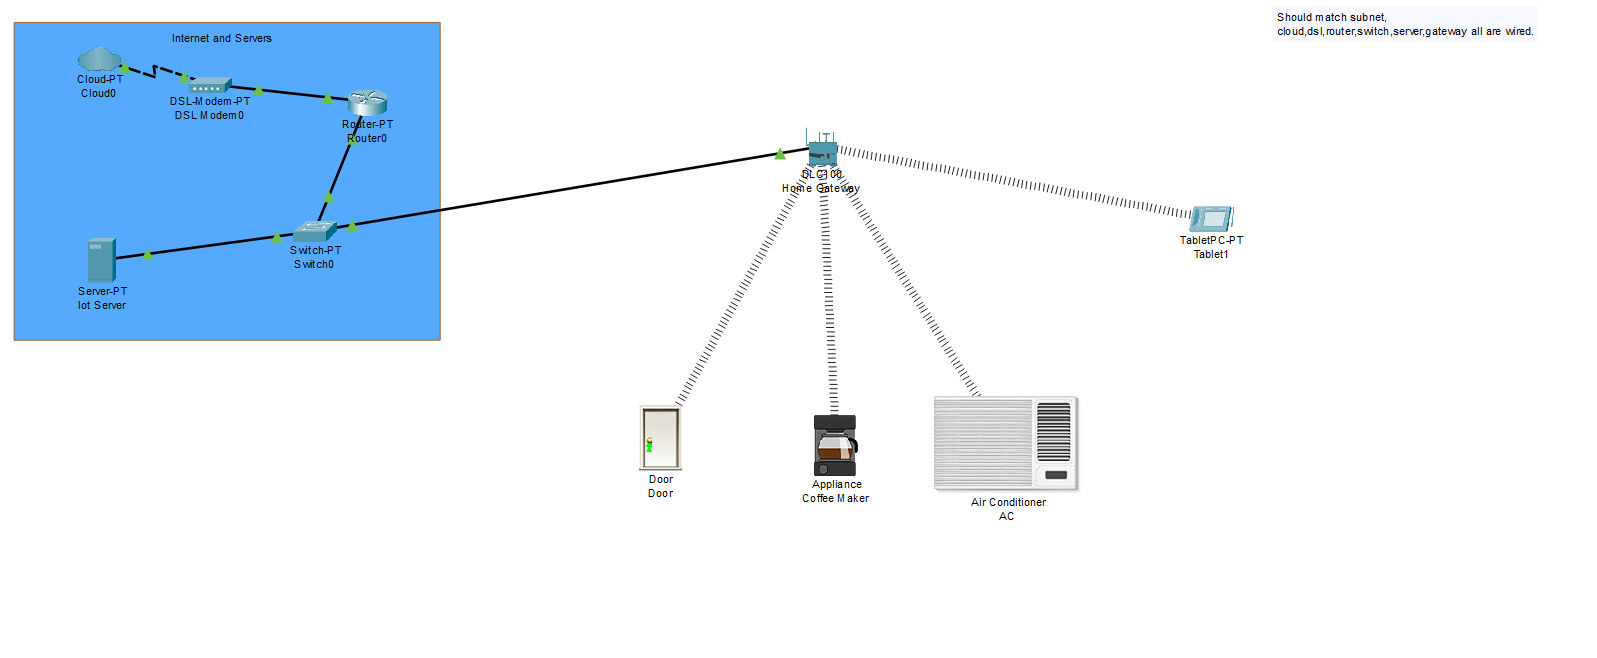 Should match subnet,
cloud,dsl,router,switch,server,gateway all are wired.
Internet and Servers
Cloud-PT
Cloud0
DSL-Modem-PT
DSL Modem0
Router-PT
Router0
DLC100
Home Gateway
Switch-PT
Switch0
TabletPC-PT
Tablet1
Server-PT
Iot Server
Door
Door
Appliance
Coffee Maker
Air Conditioner
AC